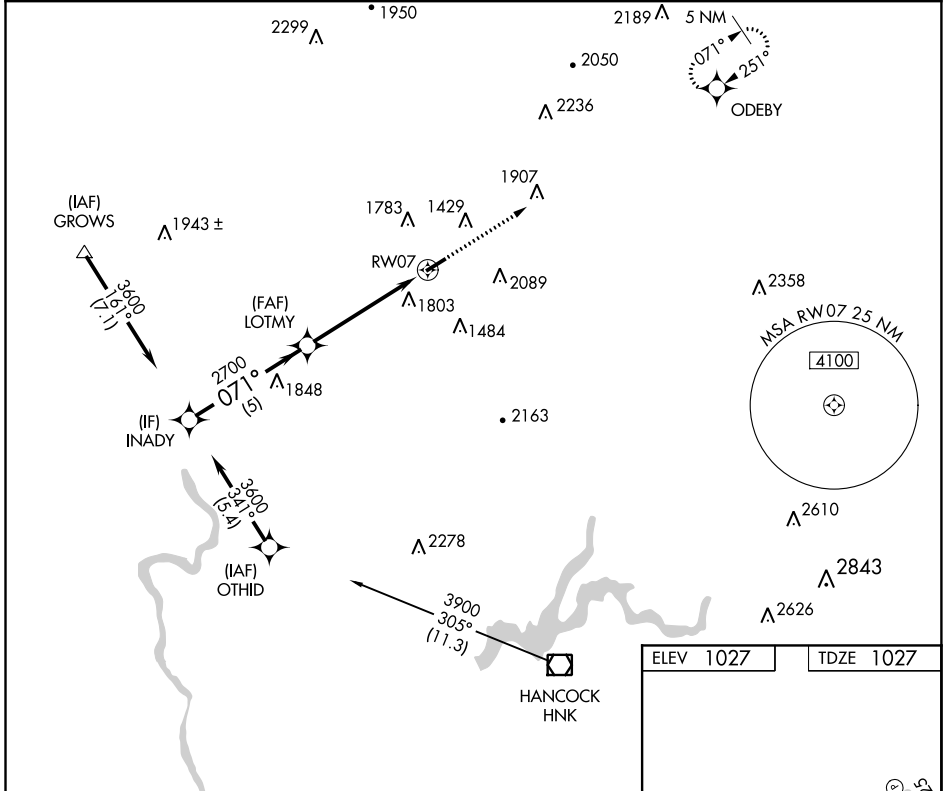 1950
2299
2189
5 NM
071°
251°
ODEBY
2050
2236
(IAF)
GROWS
1943 ±
1783
1429
1907
RW07
2089
1803
1484
(FAF)
LOTMY
3600
161°
(7.1)
2700
071°
(5)
1848
(IF)
INADY
2163
2358
MSA RW07 25 NM
4100
3600
341°
(5.4)
(IAF)
OTHID
2278
3900
305°
(11.3)
HANCOCK
HNK
2610
2843
2626
ELEV 1027
TDZE 1027
P
25